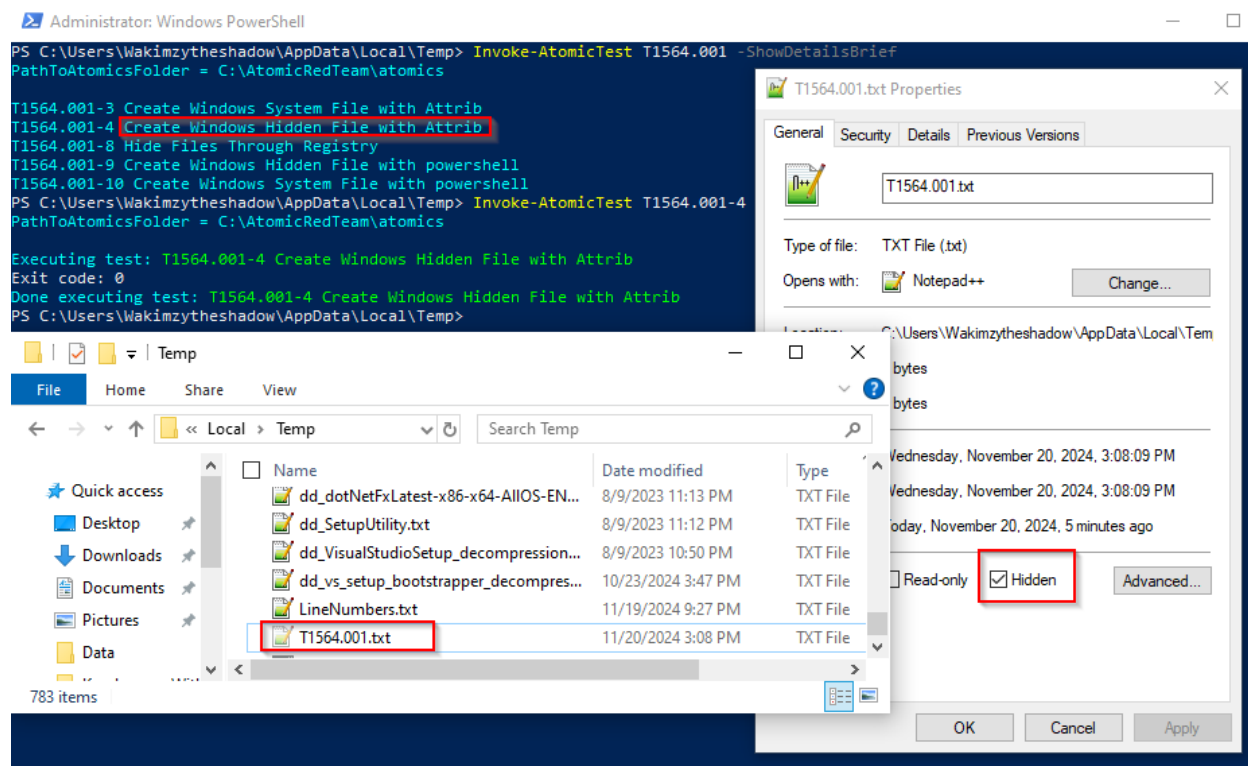 Administrator: Windows PowerShell
PS C:\Users\Wakimzytheshadow\AppData\Local\Temp> Invoke-AtomicTest T1564.001 -ShowDetailsBrief
PathToAtomicsFolder = C:\AtomicRedTeam\atomics
T1564.001-3 Create Windows System File with Attrib
T1564.001-4 Create Windows Hidden File with Attrib
T1564.001-8 Hide Files Through Registry
T1564.001-9 Create Windows Hidden File with powershell
T1564.001-10 Create Windows System File with powershell
PS C:\Users\Wakimzytheshadow\AppData\Local\Temp> Invoke-AtomicTest T1564.001-4
PathToAtomicsFolder = C:\AtomicRedTeam\atomics
Executing test: T1564.001-4 Create Windows Hidden File with Attrib
Exit code: 0
Done executing test: T1564.001-4 Create Windows Hidden File with Attrib
PS C:\Users\Wakimzytheshadow\AppData\Local\Temp>
T1564.001.txt Properties
General Security Details Previous Versions
T1564.001.txt
Type of file: TXT File (.txt)
Opens with: Notepad++ Change...
C:\Users\Wakimzytheshadow\AppData\Local\Tem
bytes
bytes
Wednesday, November 20, 2024, 3:08:09 PM
Wednesday, November 20, 2024, 3:08:09 PM
Today, November 20, 2024, 5 minutes ago
Read-only Hidden Advanced...
OK Cancel Apply
Temp
File Home Share View
« Local > Temp Search Temp
Name Date modified Type
Quick access
Desktop
Downloads
Documents
Pictures
Data
dd_dotNetFxLatest-x86-x64-AllOS-EN... 8/9/2023 11:13 PM TXT File
dd_SetupUtility.txt 8/9/2023 11:12 PM TXT File
dd_VisualStudioSetup_decompression... 8/9/2023 10:50 PM TXT File
dd_vs_setup_bootstrapper_decompres... 10/23/2024 3:47 PM TXT File
LineNumbers.txt 11/19/2024 9:27 PM TXT File
T1564.001.txt 11/20/2024 3:08 PM TXT File
783 items